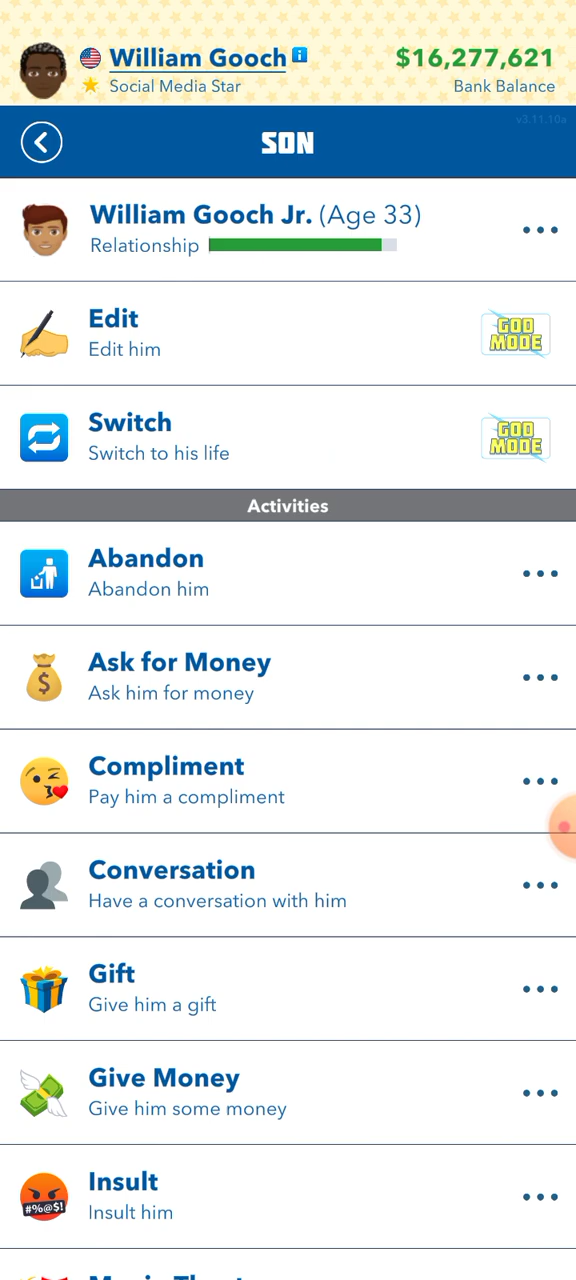 William Gooch
$16,277,621
Social Media Star
Bank Balance
v3.11.10a
SON
William Gooch Jr. (Age 33)
Relationship
Edit
Edit him
GOD MODE
Switch
Switch to his life
GOD MODE
Activities
Abandon
Abandon him
Ask for Money
Ask him for money
Compliment
Pay him a compliment
Conversation
Have a conversation with him
Gift
Give him a gift
Give Money
Give him some money
#%@$!
Insult
Insult him